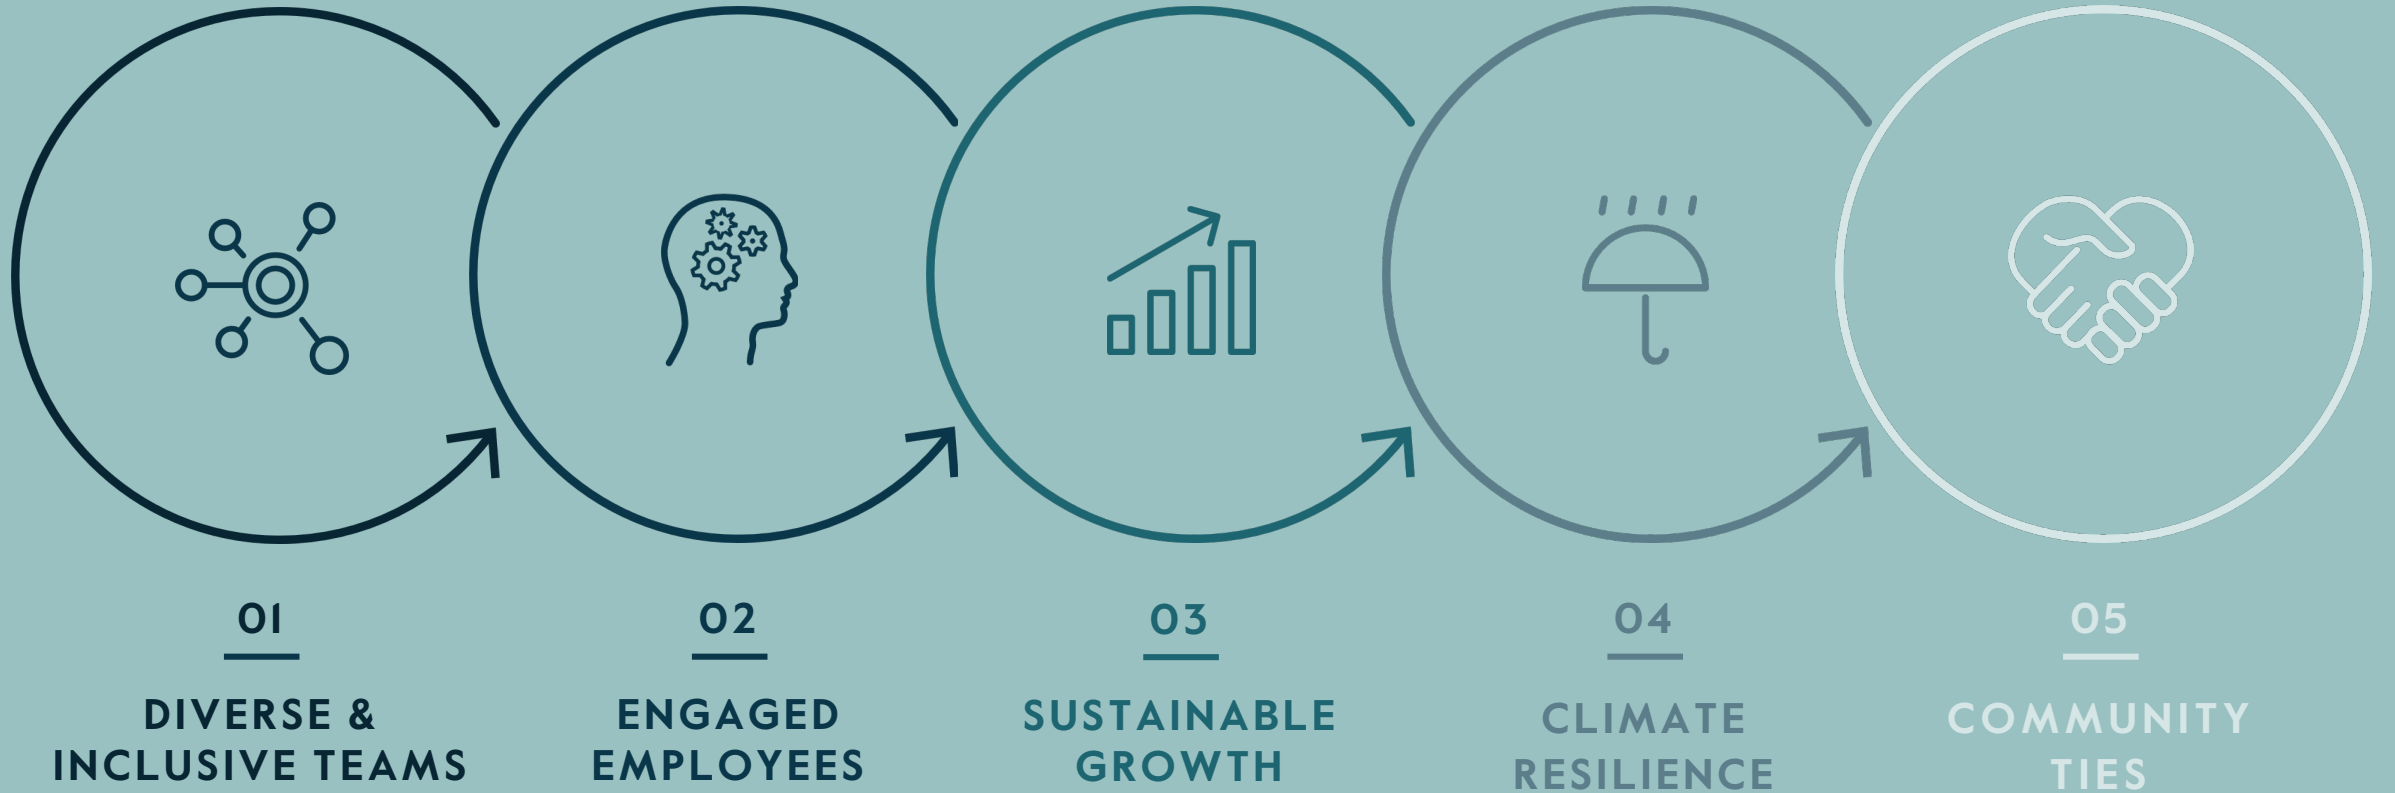 01
DIVERSE &
INCLUSIVE TEAMS
02
ENGAGED
EMPLOYEES
03
SUSTAINABLE
GROWTH
04
CLIMATE
RESILIENCE
05
COMMUNITY
TIES